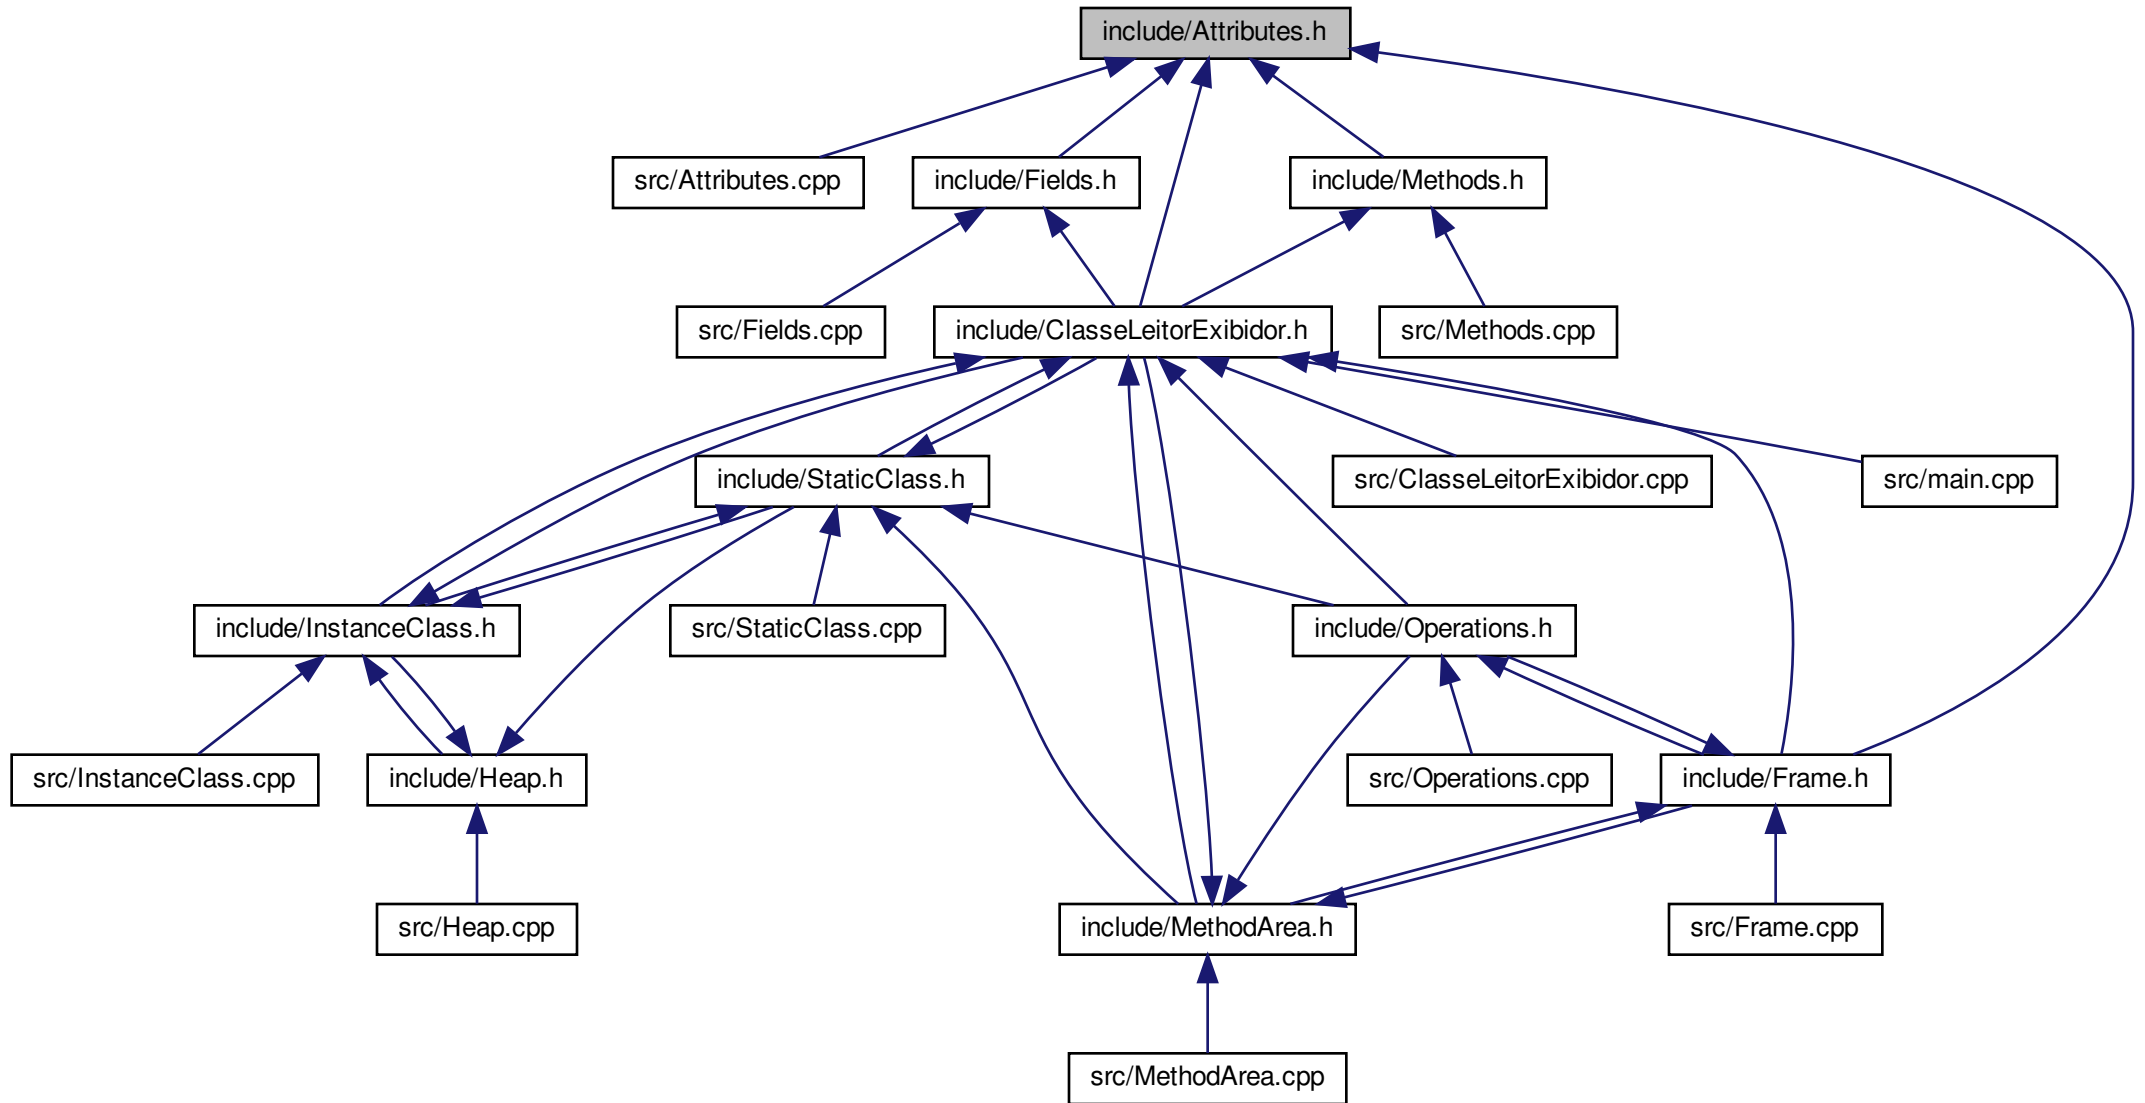 include/Attributes.h
src/Attributes.cpp
include/Fields.h
include/Methods.h
src/Fields.cpp
include/ClasseLeitorExibidor.h
src/Methods.cpp
include/StaticClass.h
src/ClasseLeitorExibidor.cpp
src/main.cpp
include/InstanceClass.h
src/StaticClass.cpp
include/Operations.h
src/InstanceClass.cpp
include/Heap.h
src/Operations.cpp
include/Frame.h
src/Heap.cpp
include/MethodArea.h
src/Frame.cpp
src/MethodArea.cpp